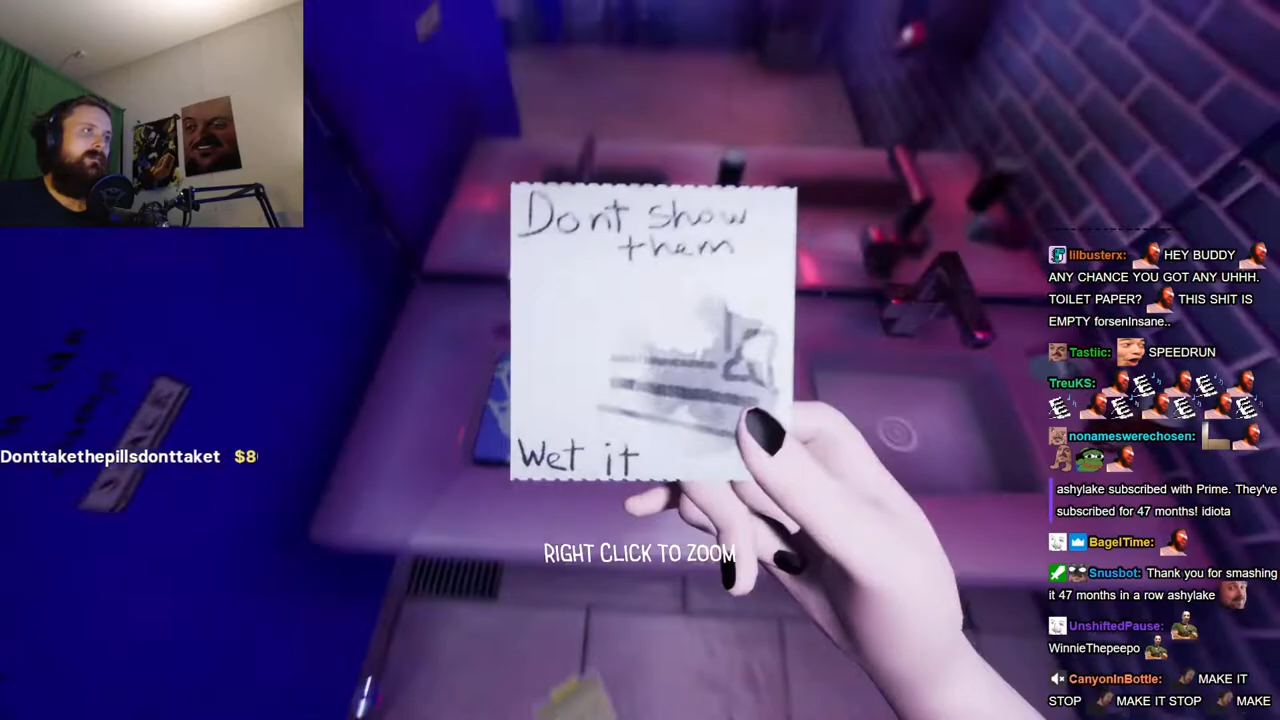 Dont show
them
Wet it
RIGHT CLICK TO ZOOM
Donttakethepillsdonttaket $8
lilbusterx: HEY BUDDY
ANY CHANCE YOU GOT ANY UHHH.
TOILET PAPER? THIS SHIT IS
EMPTY forsenInsane..
Tastiic: SPEEDRUN
TreuKS:
nonameswerechosen:
ashylake subscribed with Prime. They've
subscribed for 47 months! idiota
BagelTime:
Snusbot: Thank you for smashing
it 47 months in a row ashylake
UnshiftedPause:
WinnieThepeepo
CanyonInBottle: MAKE IT
STOP MAKE IT STOP MAKE